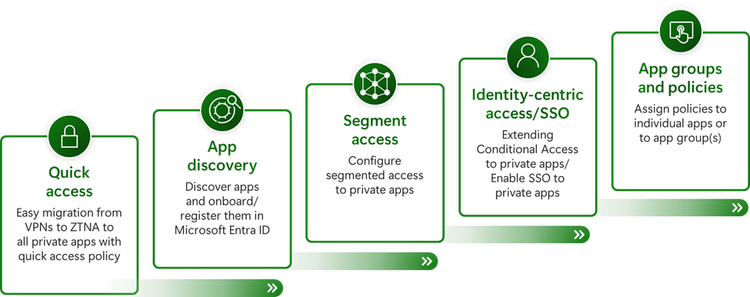 Quick
access
Easy migration from
VPNs to ZTNA to
all private apps with
quick access policy
App
discovery
Discover apps
and onboard/
register them in
Microsoft Entra ID
Segment
access
Configure
segmented access
to private apps
Identity-centric
access/SSO
Extending
Conditional Access
to private apps/
Enable SSO to
private apps
App groups
and policies
Assign policies to
individual apps or
to app group(s)